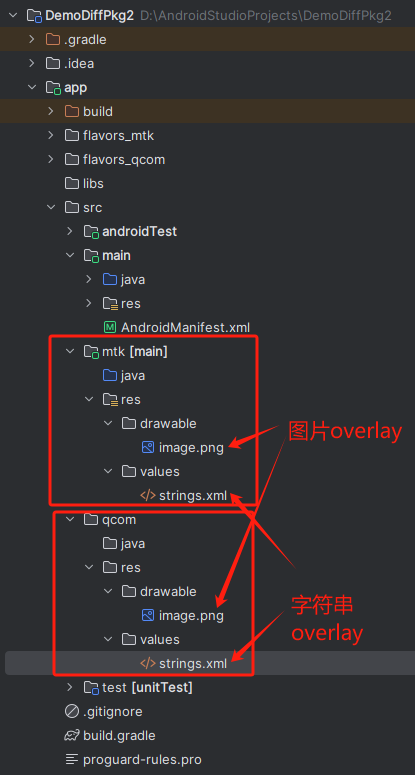 DemoDiffPkg2 D:\AndroidStudioProjects\DemoDiffPkg2
.gradle
.idea
app
build
flavors_mtk
flavors_qcom
libs
src
androidTest
main
java
res
AndroidManifest.xml
mtk [main]
java
res
drawable
image.png
图片overlay
values
strings.xml
qcom
java
res
drawable
image.png
字符串
overlay
values
strings.xml
test [unitTest]
.gitignore
build.gradle
proguard-rules.pro